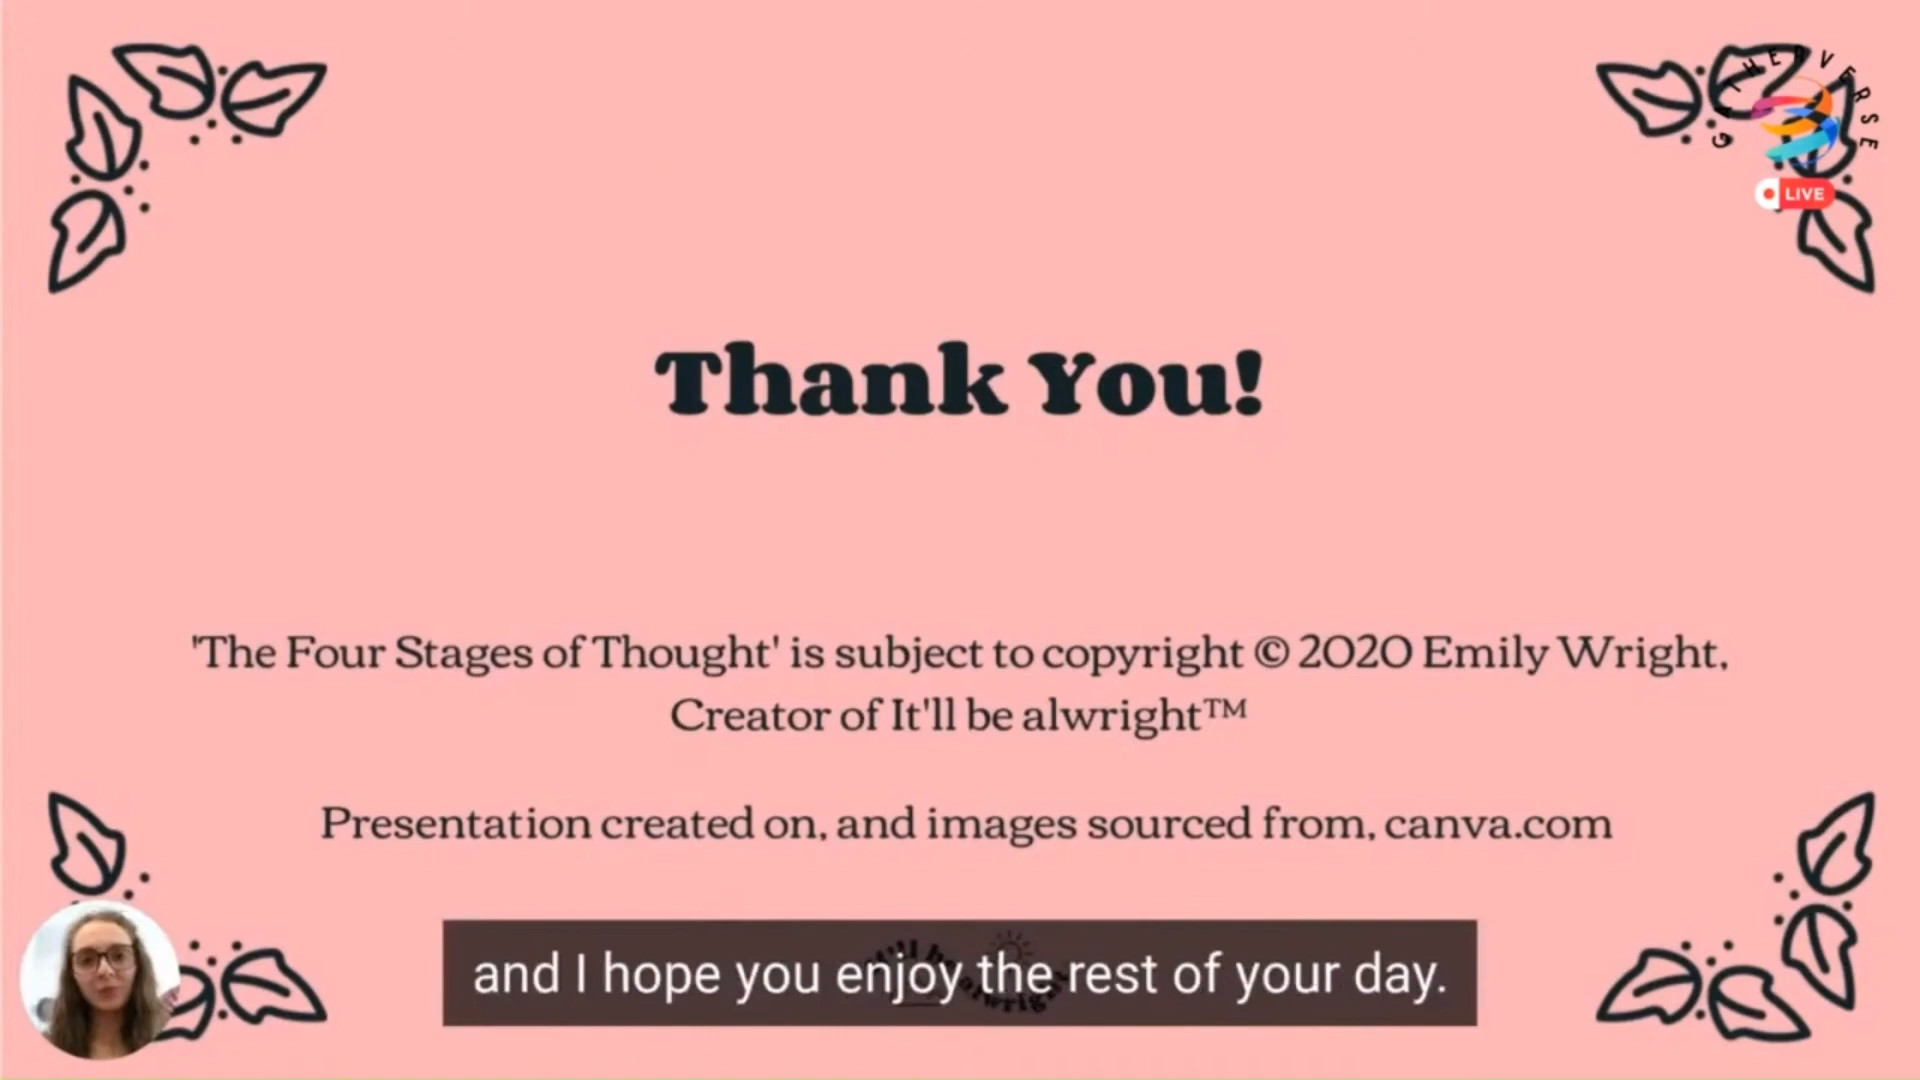 GATHERVERSE
LIVE
Thank You!
'The Four Stages of Thought' is subject to copyright © 2020 Emily Wright,
Creator of It'll be alwright™
Presentation created on, and images sourced from, canva.com
and I hope you enjoy the rest of your day.